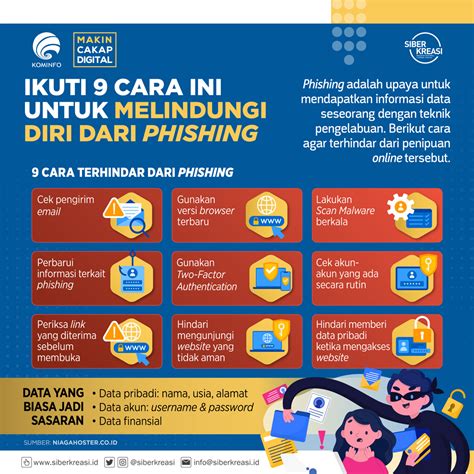 KOMINFO
MAKIN
CAKAP
DIGITAL
SIBER
KREASI
IKUTI 9 CARA INI
UNTUK MELINDUNGI
DIRI DARI PHISHING
Phishing adalah upaya untuk
mendapatkan informasi data
seseorang dengan teknik
pengelabuan. Berikut cara
agar terhindar dari penipuan
online tersebut.
9 CARA TERHINDAR DARI PHISHING
Cek pengirim
email
Gunakan
versi browser
terbaru
WWW
Lakukan
Scan Malware
berkala
Perbarui
informasi terkait
phishing
Gunakan
Two-Factor
Authentication
Cek akun-
akun yang ada
secara rutin
Periksa link
yang diterima
sebelum
membuka
WWW
Hindari
mengunjungi
website yang
tidak aman
Hindari memberi
data pribadi
ketika mengakses
website
DATA YANG
BIASA JADI
SASARAN
• Data pribadi: nama, usia, alamat
• Data akun: username & password
• Data finansial
SUMBER: NIAGAHOSTER.CO.ID
www.siberkreasi.id
@siberkreasi
info@siberkreasi.id